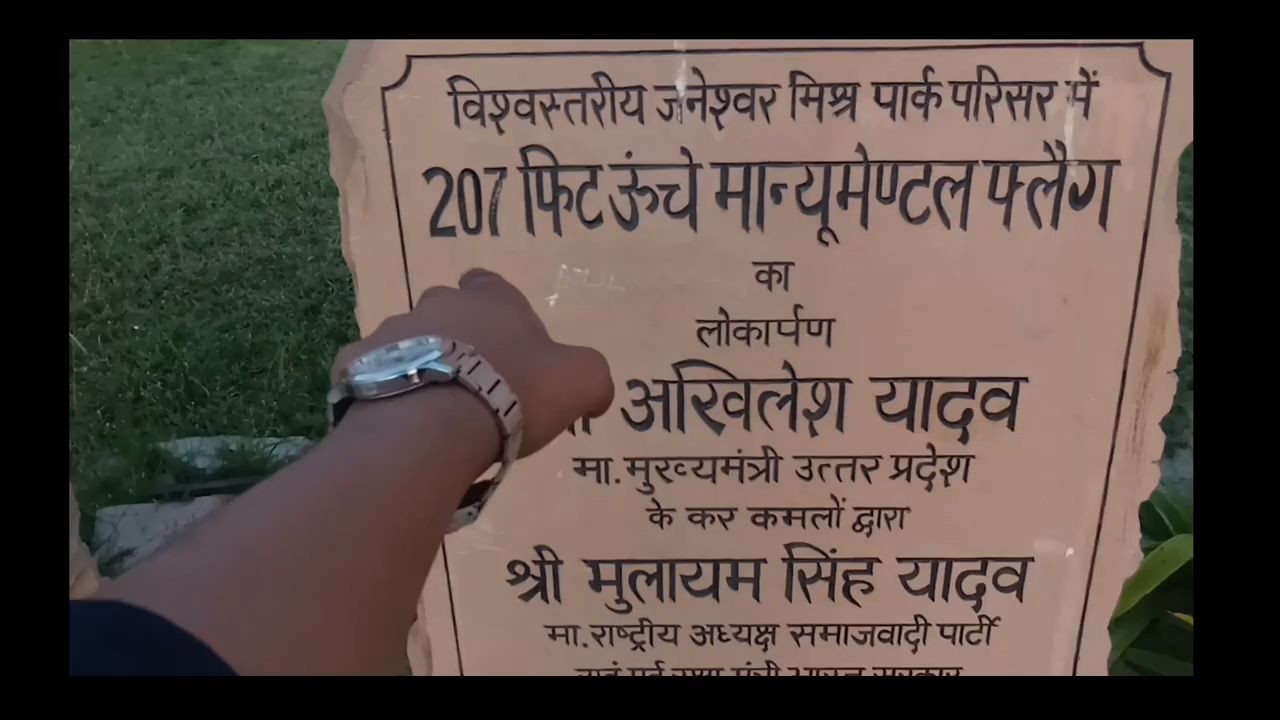 विश्वस्तरीय जनेश्वर मिश्र पार्क परिसर में
207 फिट ऊंचे मान्यूमेण्टल फ्लैग
का
लोकार्पण
अखिलेश यादव
मा. मुख्यमंत्री उत्तर प्रदेश
के कर कमलों द्वारा
श्री मुलायम सिंह यादव
मा. राष्ट्रीय अध्यक्ष समाजवादी पार्टी